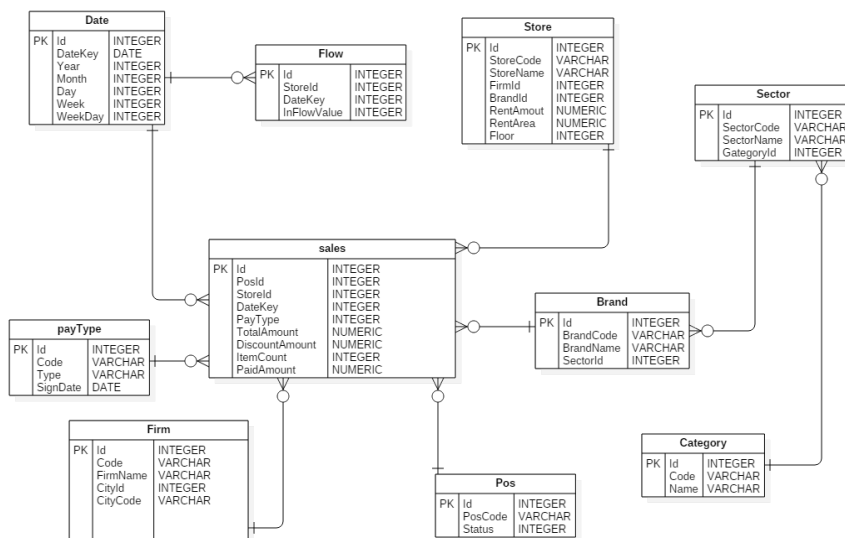 Date
PK Id INTEGER
DateKey DATE
Year INTEGER
Month INTEGER
Day INTEGER
Week INTEGER
WeekDay INTEGER
Flow
PK Id INTEGER
StoreId INTEGER
DateKey INTEGER
InFlowValue INTEGER
Store
PK Id INTEGER
StoreCode VARCHAR
StoreName VARCHAR
FirmId INTEGER
BrandId INTEGER
RentAmout NUMERIC
RentArea NUMERIC
Floor INTEGER
Sector
PK Id INTEGER
SectorCode VARCHAR
SectorName VARCHAR
GategoryId INTEGER
sales
PK Id INTEGER
PosId INTEGER
StoreId INTEGER
DateKey INTEGER
PayType INTEGER
TotalAmount NUMERIC
DiscountAmount NUMERIC
ItemCount INTEGER
PaidAmount NUMERIC
Brand
PK Id INTEGER
BrandCode VARCHAR
BrandName VARCHAR
SectorId INTEGER
payType
PK Id INTEGER
Code VARCHAR
Type VARCHAR
SignDate DATE
Firm
PK Id INTEGER
Code VARCHAR
FirmName VARCHAR
CityId INTEGER
CityCode VARCHAR
Pos
PK Id INTEGER
PosCode VARCHAR
Status INTEGER
Category
PK Id INTEGER
Code VARCHAR
Name VARCHAR